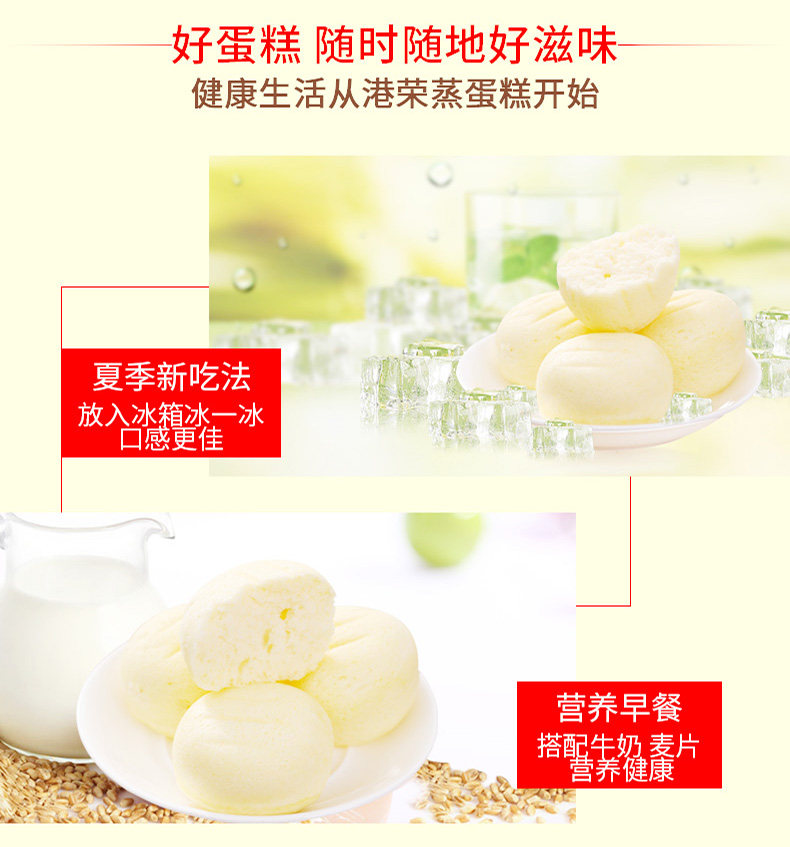 好蛋糕 随时随地好滋味
健康生活从港荣蒸蛋糕开始
夏季新吃法
放入冰箱冰一冰
口感更佳
营养早餐
搭配牛奶 麦片
营养健康